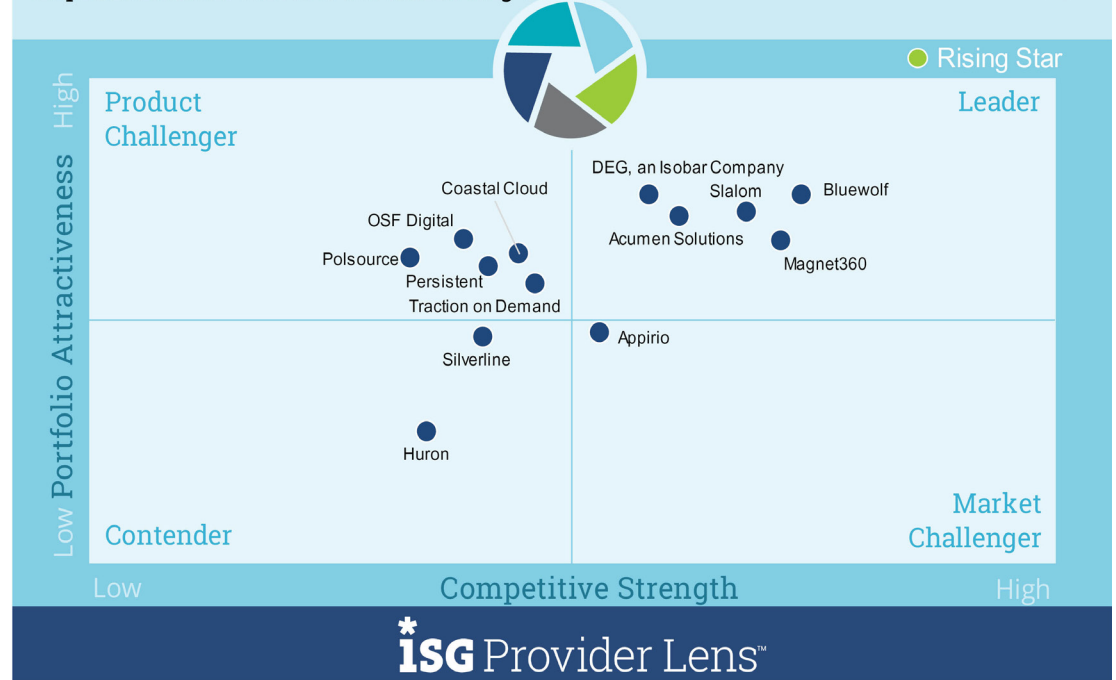 Rising Star
High
Product
Challenger
Leader
DEG, an Isobar Company
Coastal Cloud
Slalom
Bluewolf
OSF Digital
Acumen Solutions
Polsource
Magnet360
Persistent
Traction on Demand
Appirio
Silverline
Huron
Portfolio Attractiveness
Low
Market
Challenger
Contender
Low
Competitive Strength
High
ISG Provider Lens™